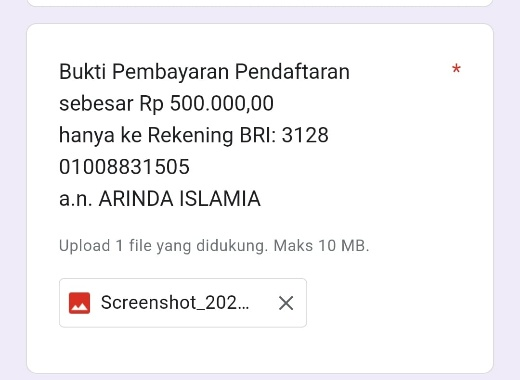 Bukti Pembayaran Pendaftaran *
sebesar Rp 500.000,00
hanya ke Rekening BRI: 3128
01008831505
a.n. ARINDA ISLAMIA
Upload 1 file yang didukung. Maks 10 MB.
Screenshot_202...